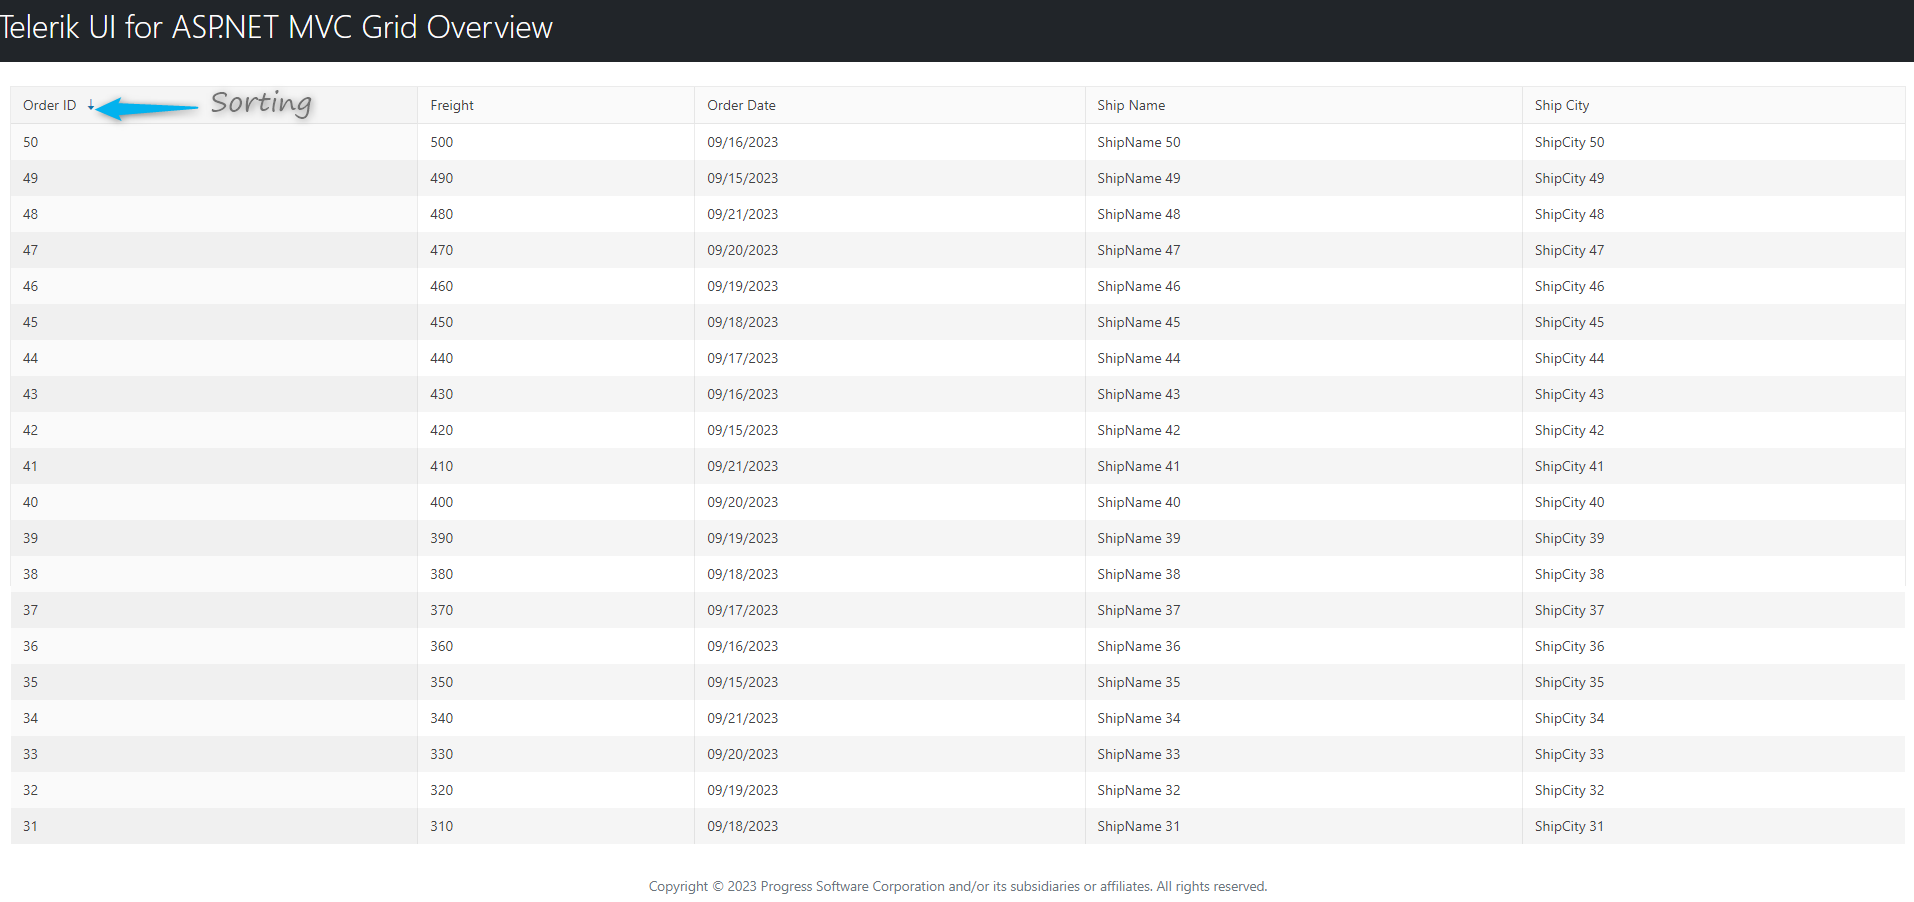 Telerik UI for ASP.NET MVC Grid Overview
Order ID ↓ Sorting Freight Order Date Ship Name Ship City
50 500 09/16/2023 ShipName 50 ShipCity 50
49 490 09/15/2023 ShipName 49 ShipCity 49
48 480 09/21/2023 ShipName 48 ShipCity 48
47 470 09/20/2023 ShipName 47 ShipCity 47
46 460 09/19/2023 ShipName 46 ShipCity 46
45 450 09/18/2023 ShipName 45 ShipCity 45
44 440 09/17/2023 ShipName 44 ShipCity 44
43 430 09/16/2023 ShipName 43 ShipCity 43
42 420 09/15/2023 ShipName 42 ShipCity 42
41 410 09/21/2023 ShipName 41 ShipCity 41
40 400 09/20/2023 ShipName 40 ShipCity 40
39 390 09/19/2023 ShipName 39 ShipCity 39
38 380 09/18/2023 ShipName 38 ShipCity 38
37 370 09/17/2023 ShipName 37 ShipCity 37
36 360 09/16/2023 ShipName 36 ShipCity 36
35 350 09/15/2023 ShipName 35 ShipCity 35
34 340 09/21/2023 ShipName 34 ShipCity 34
33 330 09/20/2023 ShipName 33 ShipCity 33
32 320 09/19/2023 ShipName 32 ShipCity 32
31 310 09/18/2023 ShipName 31 ShipCity 31
Copyright © 2023 Progress Software Corporation and/or its subsidiaries or affiliates. All rights reserved.